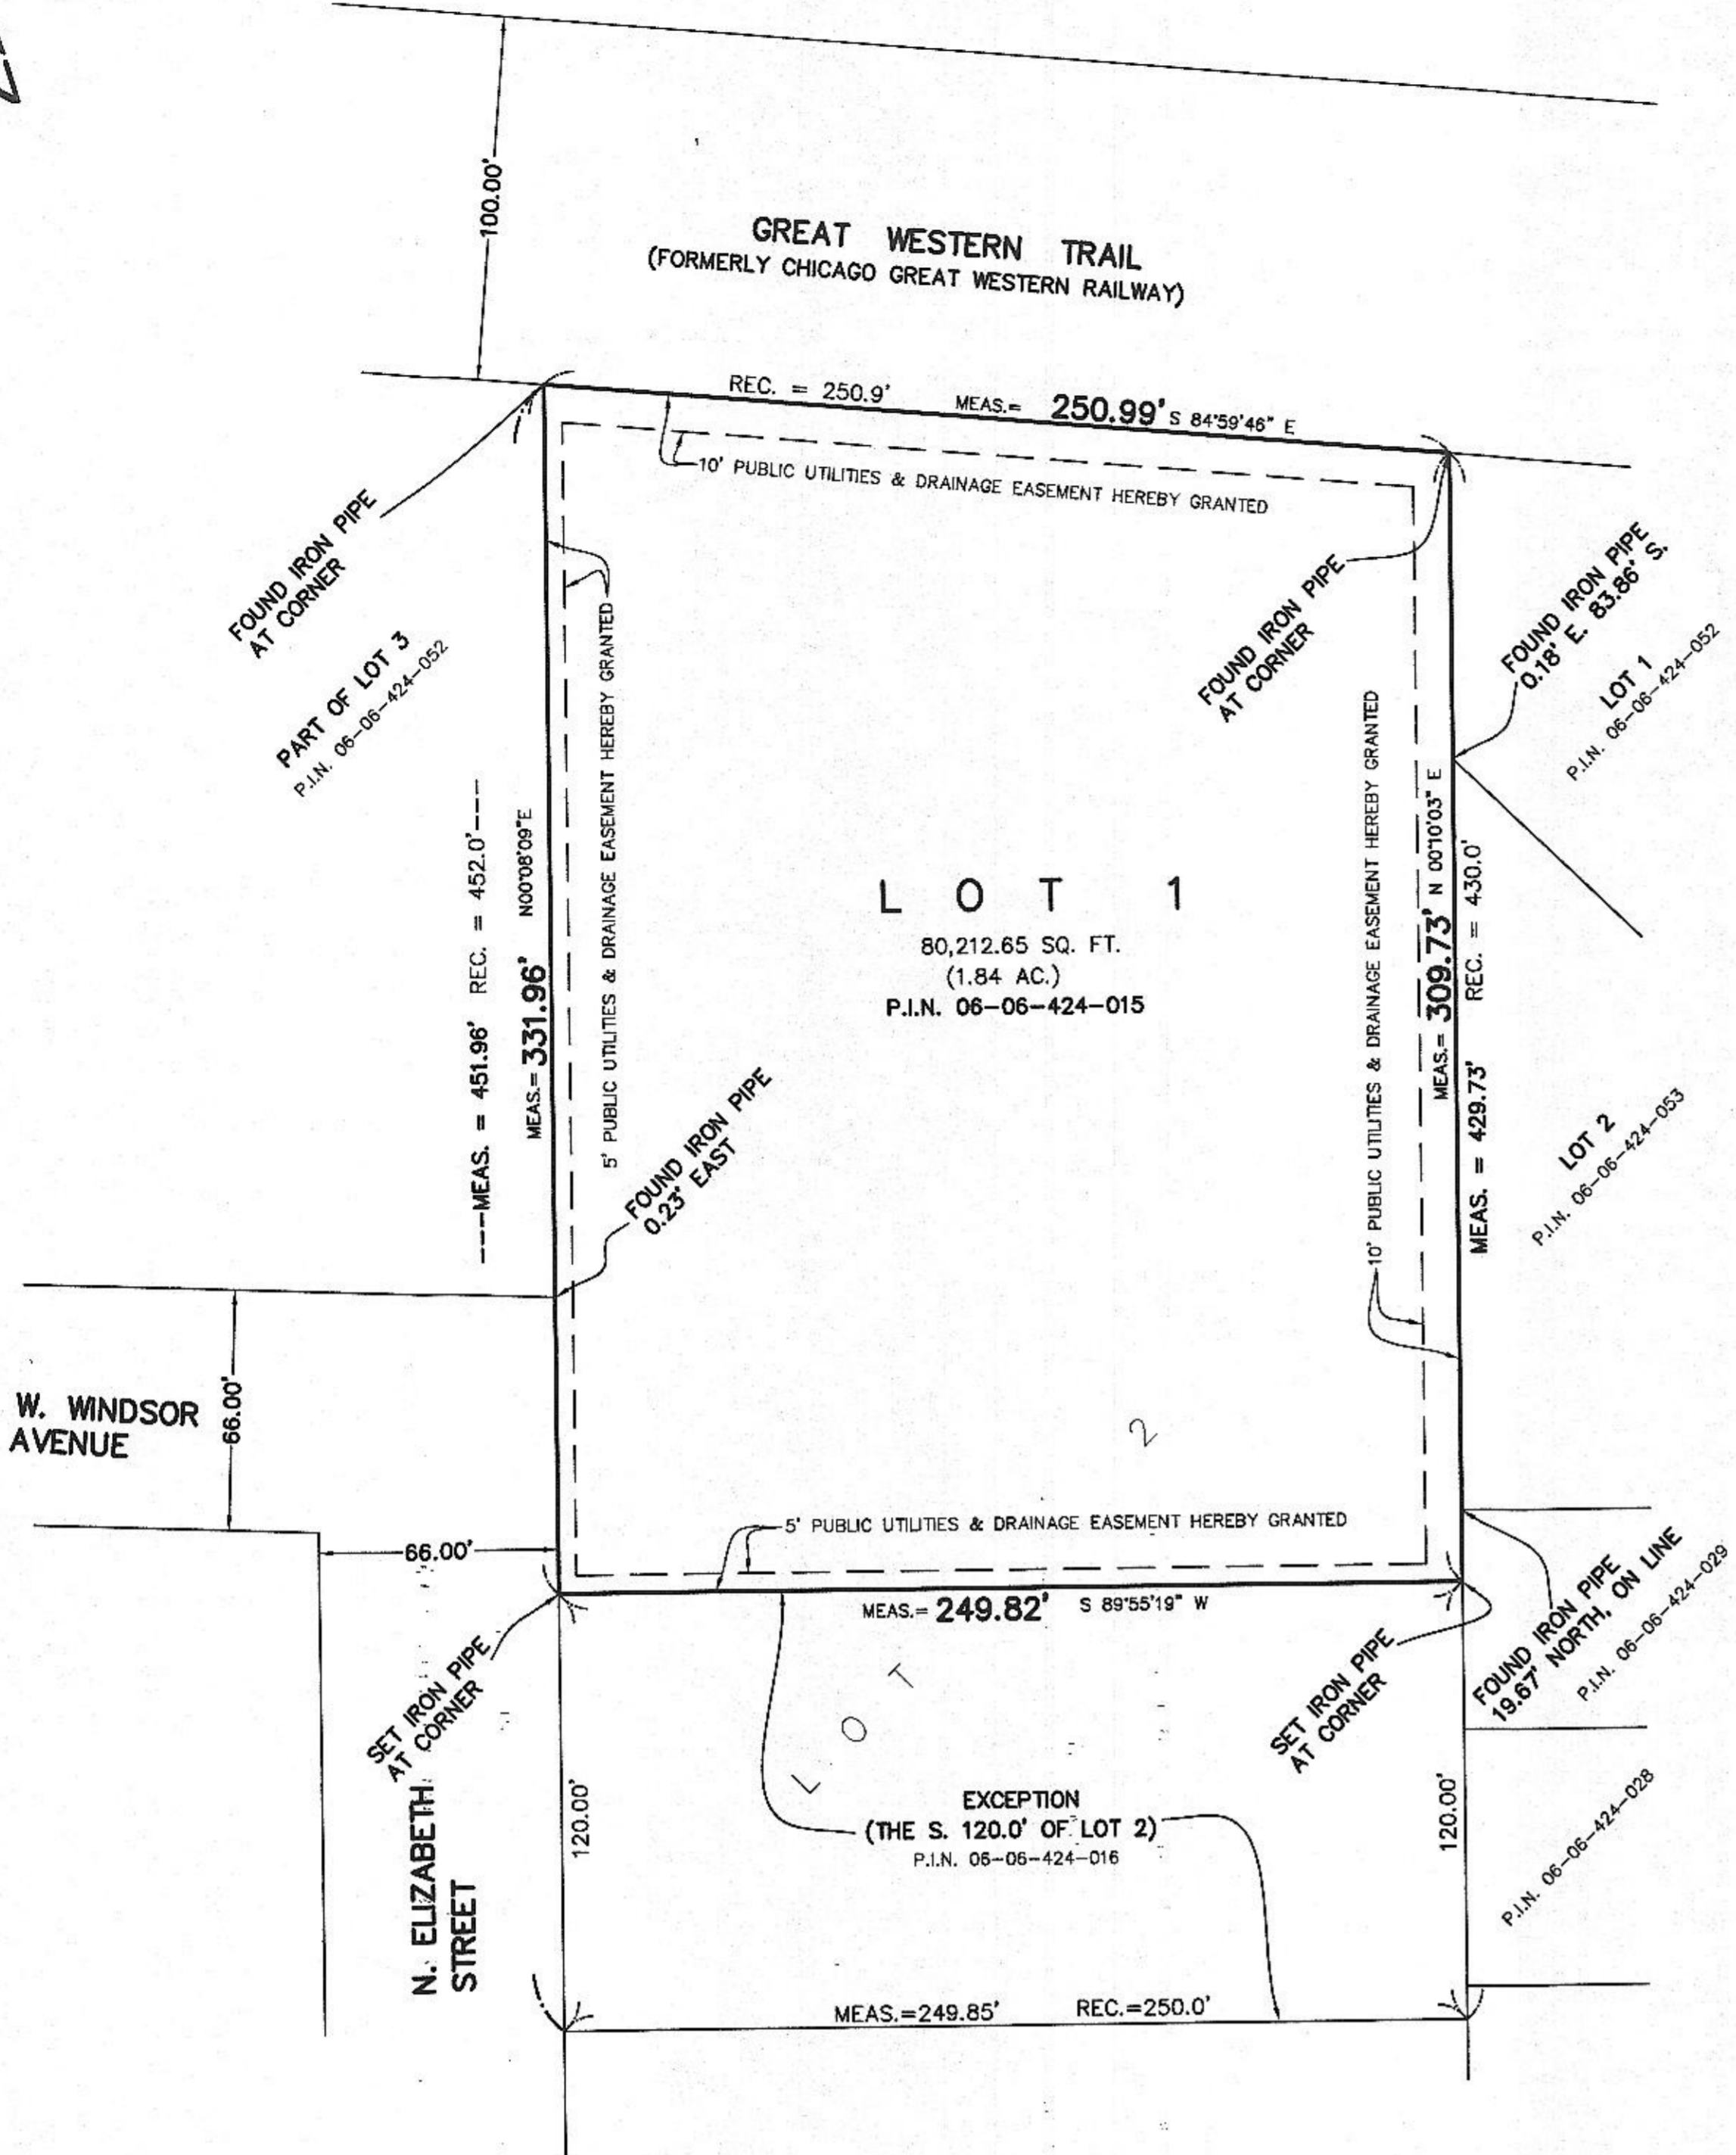 100.00'
GREAT WESTERN TRAIL
(FORMERLY CHICAGO GREAT WESTERN RAILWAY)
REC. = 250.9' MEAS.= 250.99' S 84°59'46" E
10' PUBLIC UTILITIES & DRAINAGE EASEMENT HEREBY GRANTED
FOUND IRON PIPE
AT CORNER
PART OF LOT 3
P.I.N. 06-06-424-052
5' PUBLIC UTILITIES & DRAINAGE EASEMENT HEREBY GRANTED
FOUND IRON PIPE
AT CORNER
FOUND IRON PIPE
0.18' E. 83.86' S.
LOT 1
P.I.N. 06-06-424-052
---MEAS. = 451.96' REC. = 452.0'---
MEAS.= 331.96' N00°08'09"E
LOT 1
80,212.65 SQ. FT.
(1.84 AC.)
P.I.N. 06-06-424-015
10' PUBLIC UTILITIES & DRAINAGE EASEMENT HEREBY GRANTED
MEAS.= 309.73' N 00°10'03" E
MEAS. = 429.73' REC. = 430.0'
LOT 2
P.I.N. 06-06-424-053
FOUND IRON PIPE
0.23' EAST
W. WINDSOR
AVENUE
66.00'
66.00'
5' PUBLIC UTILITIES & DRAINAGE EASEMENT HEREBY GRANTED
MEAS.= 249.82' S 89°55'19" W
SET IRON PIPE
AT CORNER
LOT 2
SET IRON PIPE
AT CORNER
FOUND IRON PIPE
19.67' NORTH, ON LINE
P.I.N. 06-06-424-029
N. ELIZABETH
STREET
120.00'
EXCEPTION
(THE S. 120.0' OF LOT 2)
P.I.N. 06-06-424-016
120.00'
P.I.N. 06-06-424-028
MEAS.=249.85' REC.=250.0'